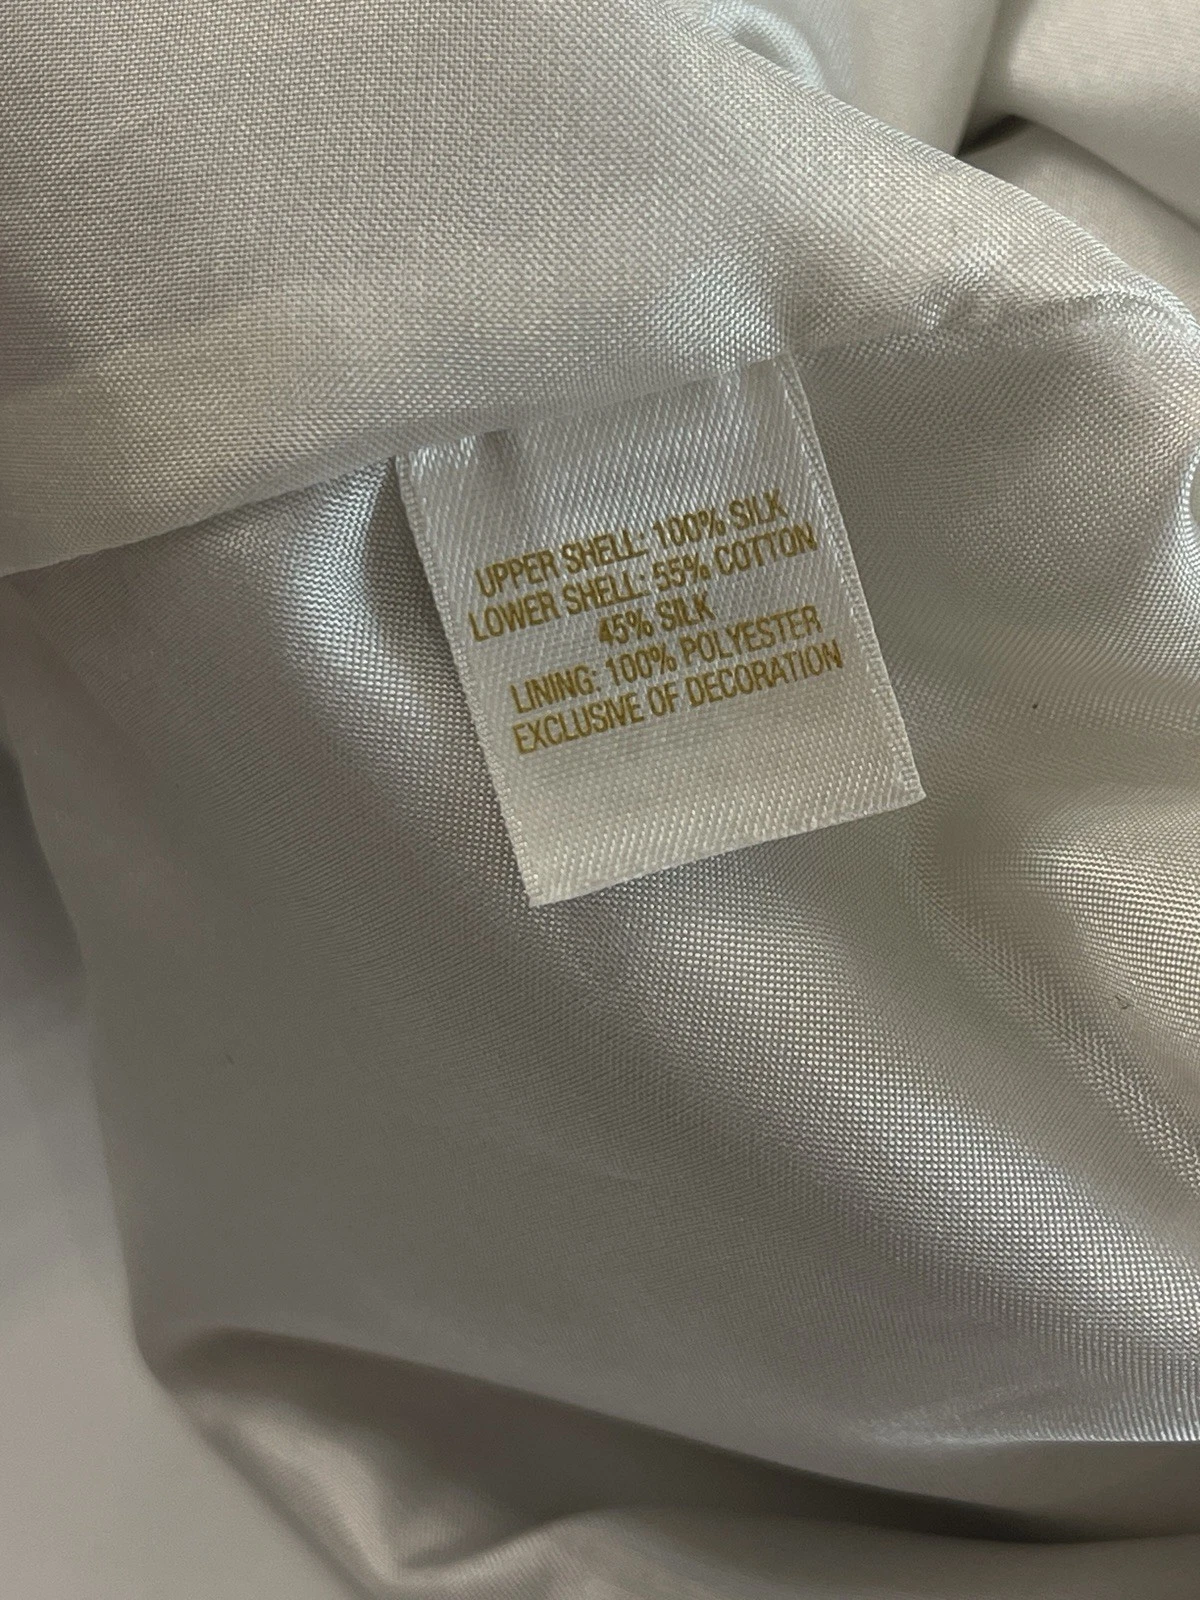 UPPER SHELL: 100% SILK
LOWER SHELL: 55% COTTON
45% SILK
LINING: 100% POLYESTER
EXCLUSIVE OF DECORATION